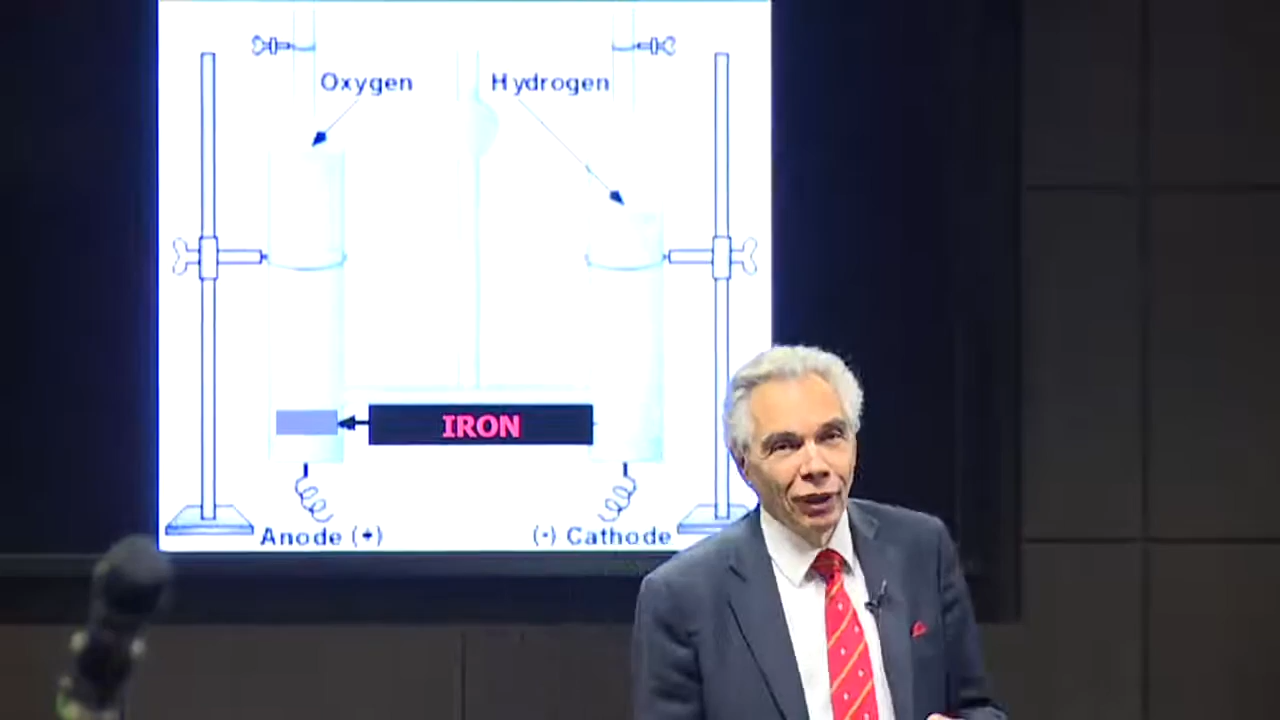 Oxygen
Hydrogen
IRON
Anode (+)
(-) Cathode